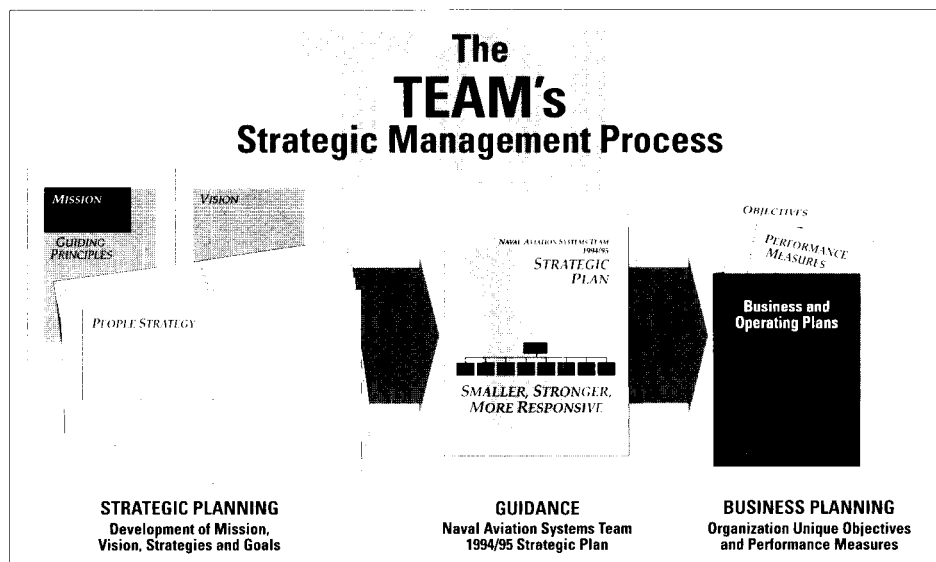 The
TEAM's
Strategic Management Process
MISSION
VISION
GUIDING
PRINCIPLES
PEOPLE STRATEGY
NAVAL AVIATION SYSTEMS TEAM
1994/95
STRATEGIC
PLAN
SMALLER, STRONGER,
MORE RESPONSIVE
OBJECTIVES
PERFORMANCE
MEASURES
Business and
Operating Plans
STRATEGIC PLANNING
Development of Mission,
Vision, Strategies and Goals
GUIDANCE
Naval Aviation Systems Team
1994/95 Strategic Plan
BUSINESS PLANNING
Organization Unique Objectives
and Performance Measures